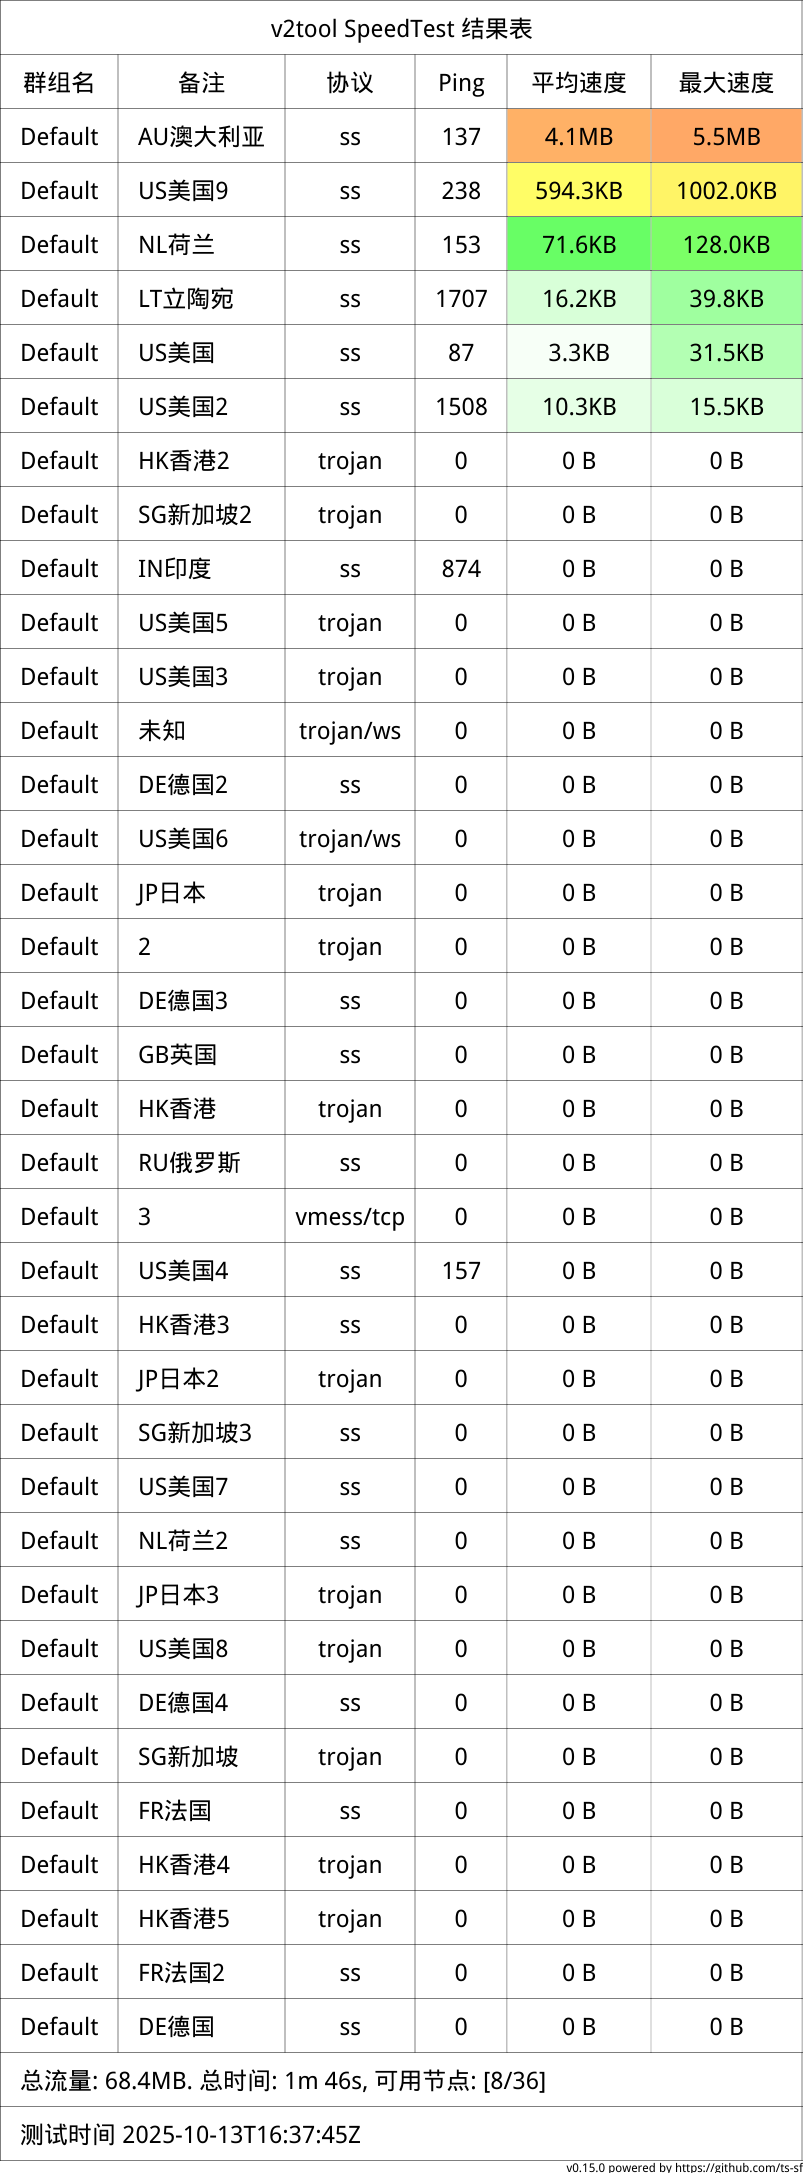 v2tool SpeedTest 结果表
群组名 备注 协议 Ping 平均速度 最大速度
Default AU澳大利亚 ss 137 4.1MB 5.5MB
Default US美国9 ss 238 594.3KB 1002.0KB
Default NL荷兰 ss 153 71.6KB 128.0KB
Default LT立陶宛 ss 1707 16.2KB 39.8KB
Default US美国 ss 87 3.3KB 31.5KB
Default US美国2 ss 1508 10.3KB 15.5KB
Default HK香港2 trojan 0 0 B 0 B
Default SG新加坡2 trojan 0 0 B 0 B
Default IN印度 ss 874 0 B 0 B
Default US美国5 trojan 0 0 B 0 B
Default US美国3 trojan 0 0 B 0 B
Default 未知 trojan/ws 0 0 B 0 B
Default DE德国2 ss 0 0 B 0 B
Default US美国6 trojan/ws 0 0 B 0 B
Default JP日本 trojan 0 0 B 0 B
Default 2 trojan 0 0 B 0 B
Default DE德国3 ss 0 0 B 0 B
Default GB英国 ss 0 0 B 0 B
Default HK香港 trojan 0 0 B 0 B
Default RU俄罗斯 ss 0 0 B 0 B
Default 3 vmess/tcp 0 0 B 0 B
Default US美国4 ss 157 0 B 0 B
Default HK香港3 ss 0 0 B 0 B
Default JP日本2 trojan 0 0 B 0 B
Default SG新加坡3 ss 0 0 B 0 B
Default US美国7 ss 0 0 B 0 B
Default NL荷兰2 ss 0 0 B 0 B
Default JP日本3 trojan 0 0 B 0 B
Default US美国8 trojan 0 0 B 0 B
Default DE德国4 ss 0 0 B 0 B
Default SG新加坡 trojan 0 0 B 0 B
Default FR法国 ss 0 0 B 0 B
Default HK香港4 trojan 0 0 B 0 B
Default HK香港5 trojan 0 0 B 0 B
Default FR法国2 ss 0 0 B 0 B
Default DE德国 ss 0 0 B 0 B
总流量: 68.4MB. 总时间: 1m 46s, 可用节点: [8/36]
测试时间 2025-10-13T16:37:45Z
v0.15.0 powered by https://github.com/ts-sf